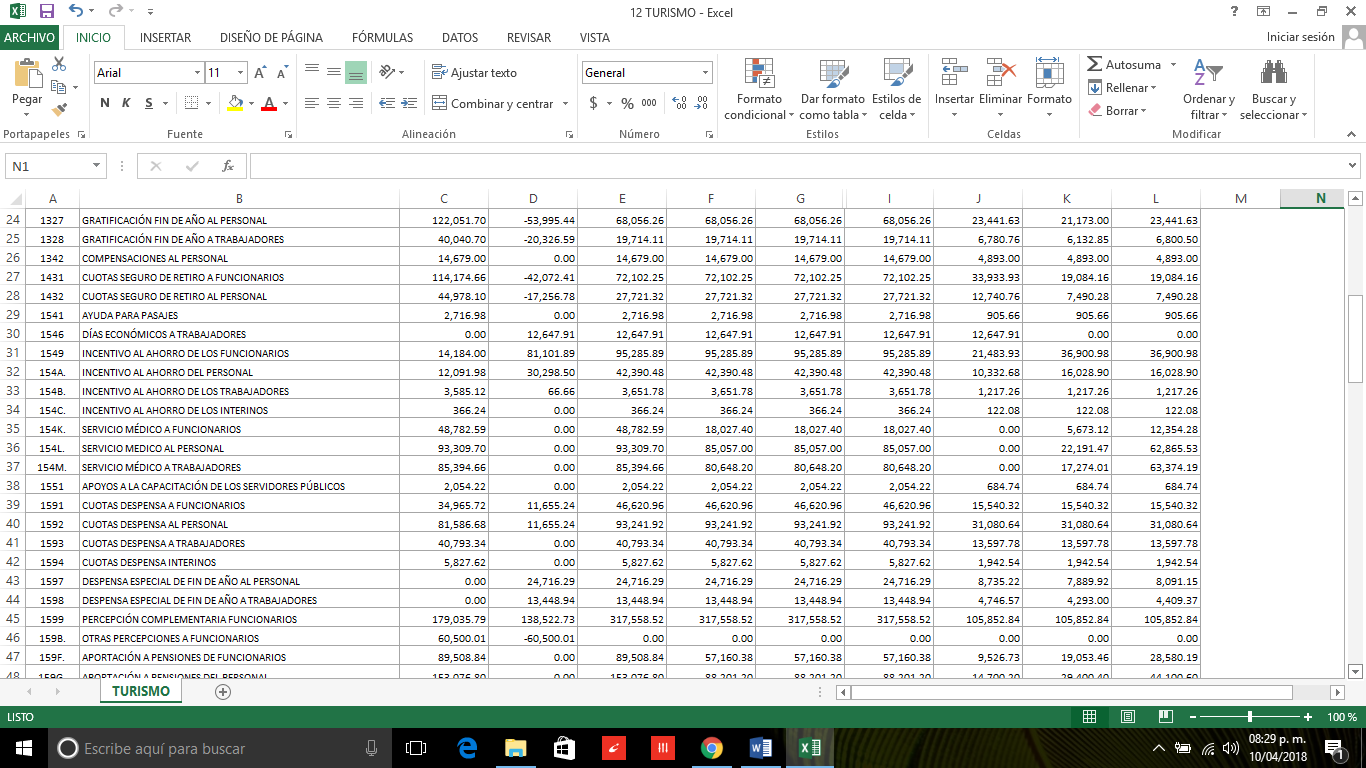 12 TURISMO - Excel
?
ARCHIVO INICIO INSERTAR DISEÑO DE PÁGINA FÓRMULAS DATOS REVISAR VISTA Iniciar sesión
Pegar
Arial 11
N K S
Ajustar texto
Combinar y centrar
General
$ % 000
Formato condicional
Dar formato como tabla
Estilos de celda
Insertar Eliminar Formato
Autosuma
Rellenar
Borrar
Ordenar y filtrar
Buscar y seleccionar
Portapapeles Fuente Alineación Número Estilos Celdas Modificar
N1 fx
A B C D E F G I J K L M N
24 1327 GRATIFICACIÓN FIN DE AÑO AL PERSONAL 122,051.70 -53,995.44 68,056.26 68,056.26 68,056.26 68,056.26 23,441.63 21,173.00 23,441.63
25 1328 GRATIFICACIÓN FIN DE AÑO A TRABAJADORES 40,040.70 -20,326.59 19,714.11 19,714.11 19,714.11 19,714.11 6,780.76 6,132.85 6,800.50
26 1342 COMPENSACIONES AL PERSONAL 14,679.00 0.00 14,679.00 14,679.00 14,679.00 14,679.00 4,893.00 4,893.00 4,893.00
27 1431 CUOTAS SEGURO DE RETIRO A FUNCIONARIOS 114,174.66 -42,072.41 72,102.25 72,102.25 72,102.25 72,102.25 33,933.93 19,084.16 19,084.16
28 1432 CUOTAS SEGURO DE RETIRO AL PERSONAL 44,978.10 -17,256.78 27,721.32 27,721.32 27,721.32 27,721.32 12,740.76 7,490.28 7,490.28
29 1541 AYUDA PARA PASAJES 2,716.98 0.00 2,716.98 2,716.98 2,716.98 2,716.98 905.66 905.66 905.66
30 1546 DÍAS ECONÓMICOS A TRABAJADORES 0.00 12,647.91 12,647.91 12,647.91 12,647.91 12,647.91 12,647.91 0.00 0.00
31 1549 INCENTIVO AL AHORRO DE LOS FUNCIONARIOS 14,184.00 81,101.89 95,285.89 95,285.89 95,285.89 95,285.89 21,483.93 36,900.98 36,900.98
32 154A. INCENTIVO AL AHORRO DEL PERSONAL 12,091.98 30,298.50 42,390.48 42,390.48 42,390.48 42,390.48 10,332.68 16,028.90 16,028.90
33 154B. INCENTIVO AL AHORRO DE LOS TRABAJADORES 3,585.12 66.66 3,651.78 3,651.78 3,651.78 3,651.78 1,217.26 1,217.26 1,217.26
34 154C. INCENTIVO AL AHORRO DE LOS INTERINOS 366.24 0.00 366.24 366.24 366.24 366.24 122.08 122.08 122.08
35 154K. SERVICIO MÉDICO A FUNCIONARIOS 48,782.59 0.00 48,782.59 18,027.40 18,027.40 18,027.40 0.00 5,673.12 12,354.28
36 154L. SERVICIO MEDICO AL PERSONAL 93,309.70 0.00 93,309.70 85,057.00 85,057.00 85,057.00 0.00 22,191.47 62,865.53
37 154M. SERVICIO MÉDICO A TRABAJADORES 85,394.66 0.00 85,394.66 80,648.20 80,648.20 80,648.20 0.00 17,274.01 63,374.19
38 1551 APOYOS A LA CAPACITACIÓN DE LOS SERVIDORES PÚBLICOS 2,054.22 0.00 2,054.22 2,054.22 2,054.22 2,054.22 684.74 684.74 684.74
39 1591 CUOTAS DESPENSA A FUNCIONARIOS 34,965.72 11,655.24 46,620.96 46,620.96 46,620.96 46,620.96 15,540.32 15,540.32 15,540.32
40 1592 CUOTAS DESPENSA AL PERSONAL 81,586.68 11,655.24 93,241.92 93,241.92 93,241.92 93,241.92 31,080.64 31,080.64 31,080.64
41 1593 CUOTAS DESPENSA A TRABAJADORES 40,793.34 0.00 40,793.34 40,793.34 40,793.34 40,793.34 13,597.78 13,597.78 13,597.78
42 1594 CUOTAS DESPENSA INTERINOS 5,827.62 0.00 5,827.62 5,827.62 5,827.62 5,827.62 1,942.54 1,942.54 1,942.54
43 1597 DESPENSA ESPECIAL DE FIN DE AÑO AL PERSONAL 0.00 24,716.29 24,716.29 24,716.29 24,716.29 24,716.29 8,735.22 7,889.92 8,091.15
44 1598 DESPENSA ESPECIAL DE FIN DE AÑO A TRABAJADORES 0.00 13,448.94 13,448.94 13,448.94 13,448.94 13,448.94 4,746.57 4,293.00 4,409.37
45 1599 PERCEPCIÓN COMPLEMENTARIA FUNCIONARIOS 179,035.79 138,522.73 317,558.52 317,558.52 317,558.52 317,558.52 105,852.84 105,852.84 105,852.84
46 159B. OTRAS PERCEPCIONES A FUNCIONARIOS 60,500.01 -60,500.01 0.00 0.00 0.00 0.00 0.00 0.00 0.00
47 159F. APORTACIÓN A PENSIONES DE FUNCIONARIOS 89,508.84 0.00 89,508.84 57,160.38 57,160.38 57,160.38 9,526.73 19,053.46 28,580.19
48 159G. APORTACIÓN A PENSIONES DEL PERSONAL 153,076.80 0.00 153,076.80 88,201.20 88,201.20 88,201.20 14,700.20 29,400.40 44,100.60
TURISMO
LISTO 100 %
Escribe aquí para buscar
08:29 p. m.
10/04/2018
1